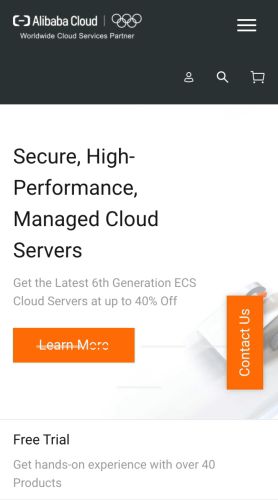 Alibaba Cloud
Worldwide Cloud Services Partner
Secure, High-
Performance,
Managed Cloud
Servers
Get the Latest 6th Generation ECS
Cloud Servers at up to 40% Off
Learn More
Contact Us
Free Trial
Get hands-on experience with over 40
Products